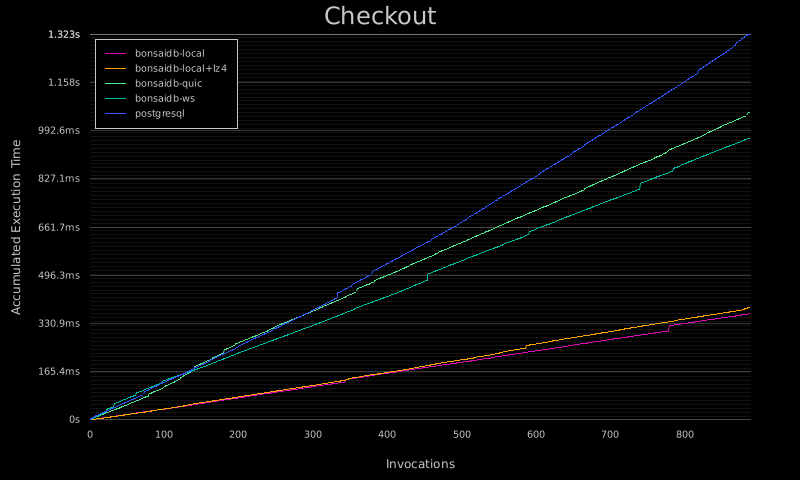 Checkout
1.323s
bonsaidb-local
bonsaidb-local+lz4
bonsaidb-quic
bonsaidb-ws
postgresql
1.158s
992.6ms
827.1ms
661.7ms
496.3ms
330.9ms
165.4ms
0s
Accumulated Execution Time
0 100 200 300 400 500 600 700 800
Invocations